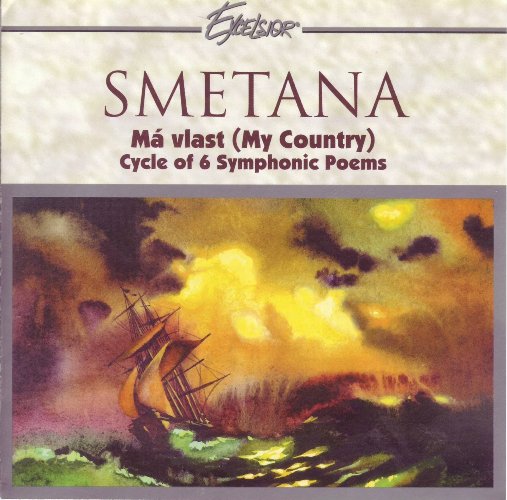 EXCELSIOR
SMETANA
Má vlast (My Country)
Cycle of 6 Symphonic Poems